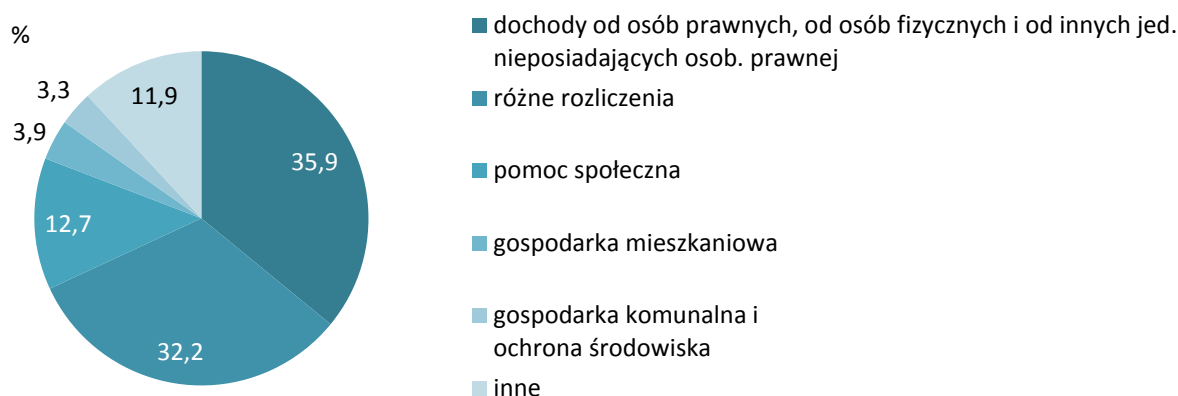 %
3,3
11,9
3,9
35,9
12,7
32,2
dochody od osób prawnych, od osób fizycznych i od innych jed.
nieposiadających osob. prawnej
różne rozliczenia
pomoc społeczna
gospodarka mieszkaniowa
gospodarka komunalna i
ochrona środowiska
inne